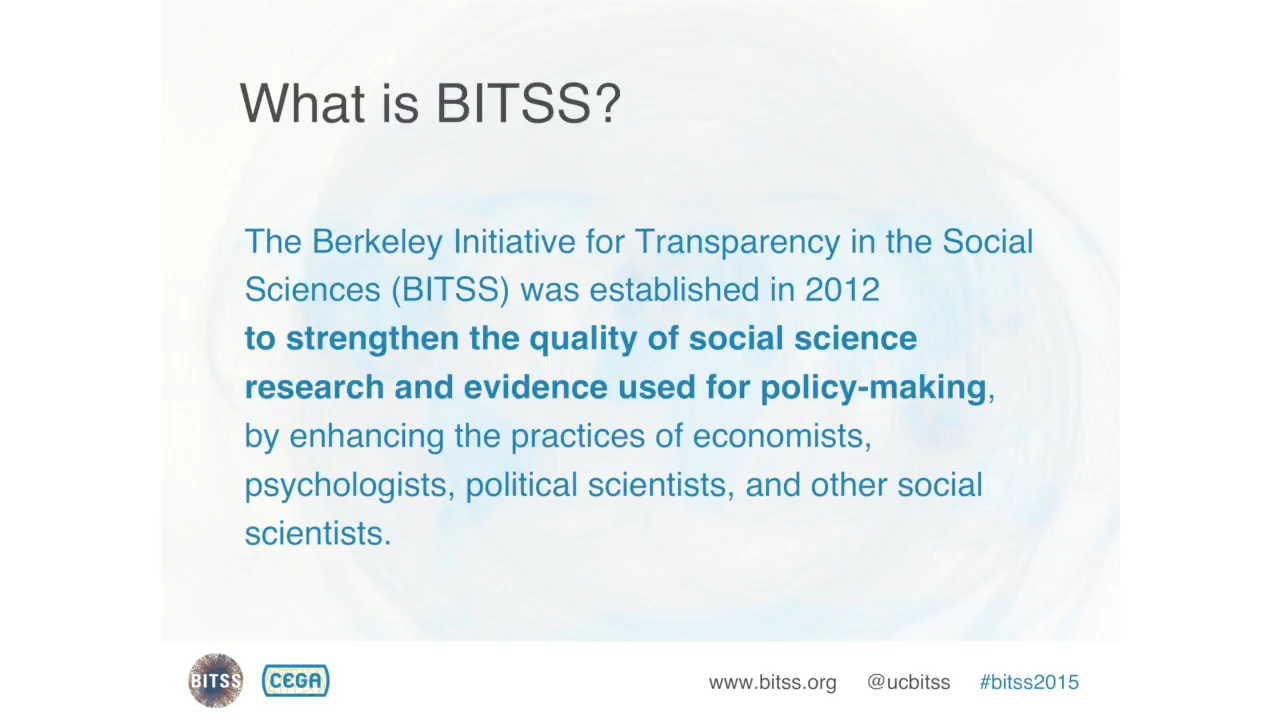 What is BITSS?
The Berkeley Initiative for Transparency in the Social
Sciences (BITSS) was established in 2012
to strengthen the quality of social science
research and evidence used for policy-making,
by enhancing the practices of economists,
psychologists, political scientists, and other social
scientists.
BITSS CEGA www.bitss.org @ucbitss #bitss2015